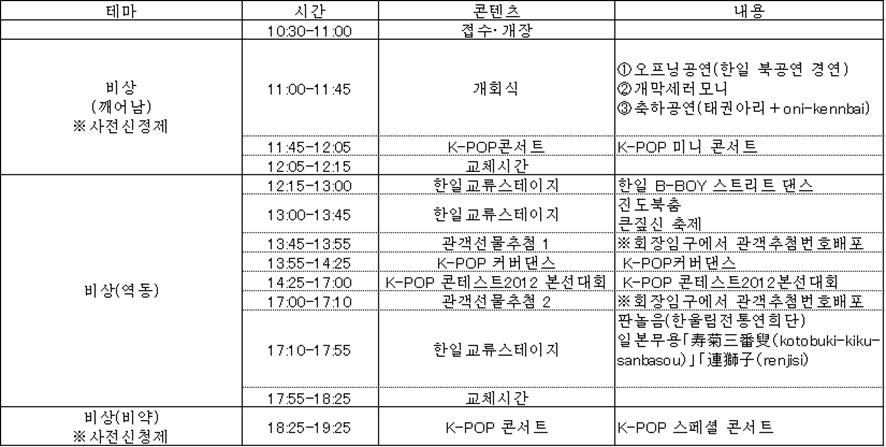 테마 시간 콘텐츠 내용
10:30-11:00 접수·개장
비상
(깨어남)
※사전신정제
11:00-11:45 개회식
①오프닝공연(한일 북공연 경연)
②개막세러모니
③축하공연(태권아리+oni-kennbai)
11:45-12:05 K-POP콘서트 K-POP 미니 콘서트
12:05-12:15 교체시간
비상(역동)
12:15-13:00 한일교류스테이지 한일 B-BOY 스트리트 댄스
13:00-13:45 한일교류스테이지
진도북춤
큰짚신 축제
13:45-13:55 관객선물추첨 1 ※회장입구에서 관객추첨번호배포
13:55-14:25 K-POP 커버댄스 K-POP커버댄스
14:25-17:00 K-POP 콘테스트2012 본선대회 K-POP 콘테스트2012본선대회
17:00-17:10 관객선물추첨 2 ※회장입구에서 관객추첨번호배포
17:10-17:55 한일교류스테이지
판놀음(한울림전통연희단)
일본무용「寿菊三番叟(kotobuki-kiku-
sanbasou)」「連獅子(renjisi)
17:55-18:25 교체시간
비상(비약)
※사전신청제
18:25-19:25 K-POP 콘서트 K-POP 스페셜 콘서트